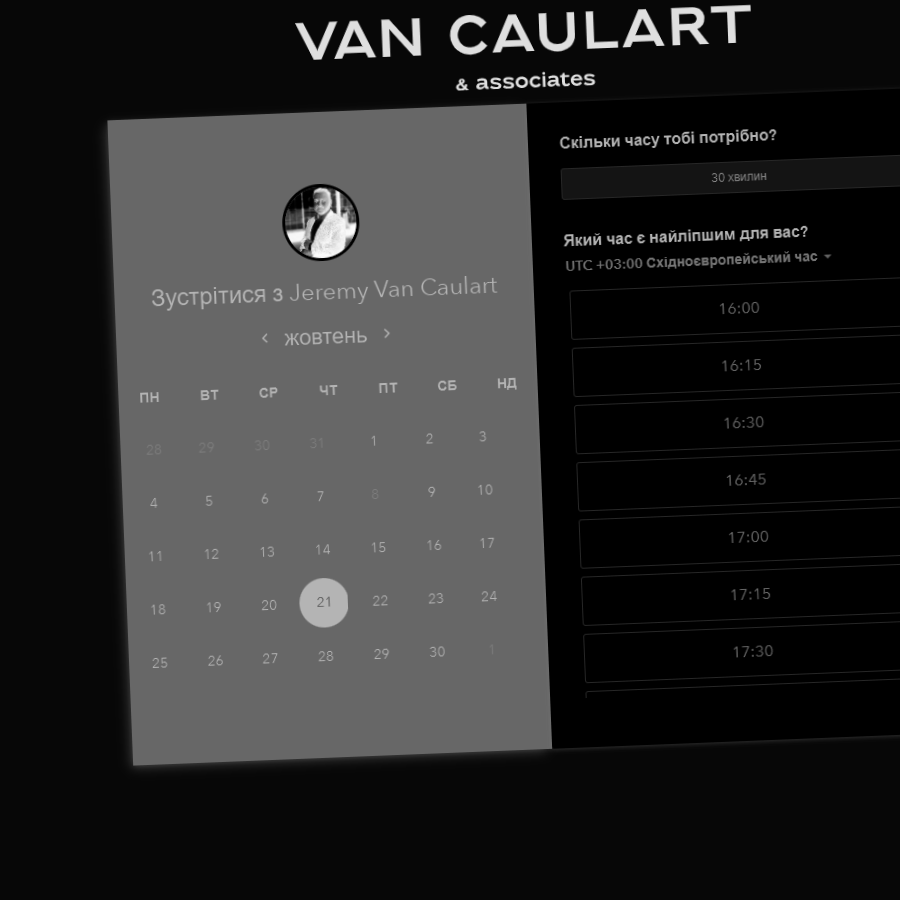 VAN CAULART
& associates
Зустрітися з Jeremy Van Caulart
жовтень
ПН ВТ СР ЧТ ПТ СБ НД
28 29 30 31 1 2 3
4 5 6 7 8 9 10
11 12 13 14 15 16 17
18 19 20 21 22 23 24
25 26 27 28 29 30 1
Скільки часу тобі потрібно?
30 хвилин
Який час є найліпшим для вас?
UTC +03:00 Східноєвропейський час
16:00
16:15
16:30
16:45
17:00
17:15
17:30